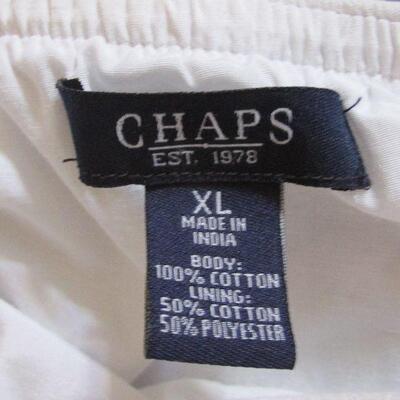 CHAPS
EST. 1978
XL
MADE IN
INDIA
BODY:
100% COTTON
LINING:
50% COTTON
50% POLYESTER